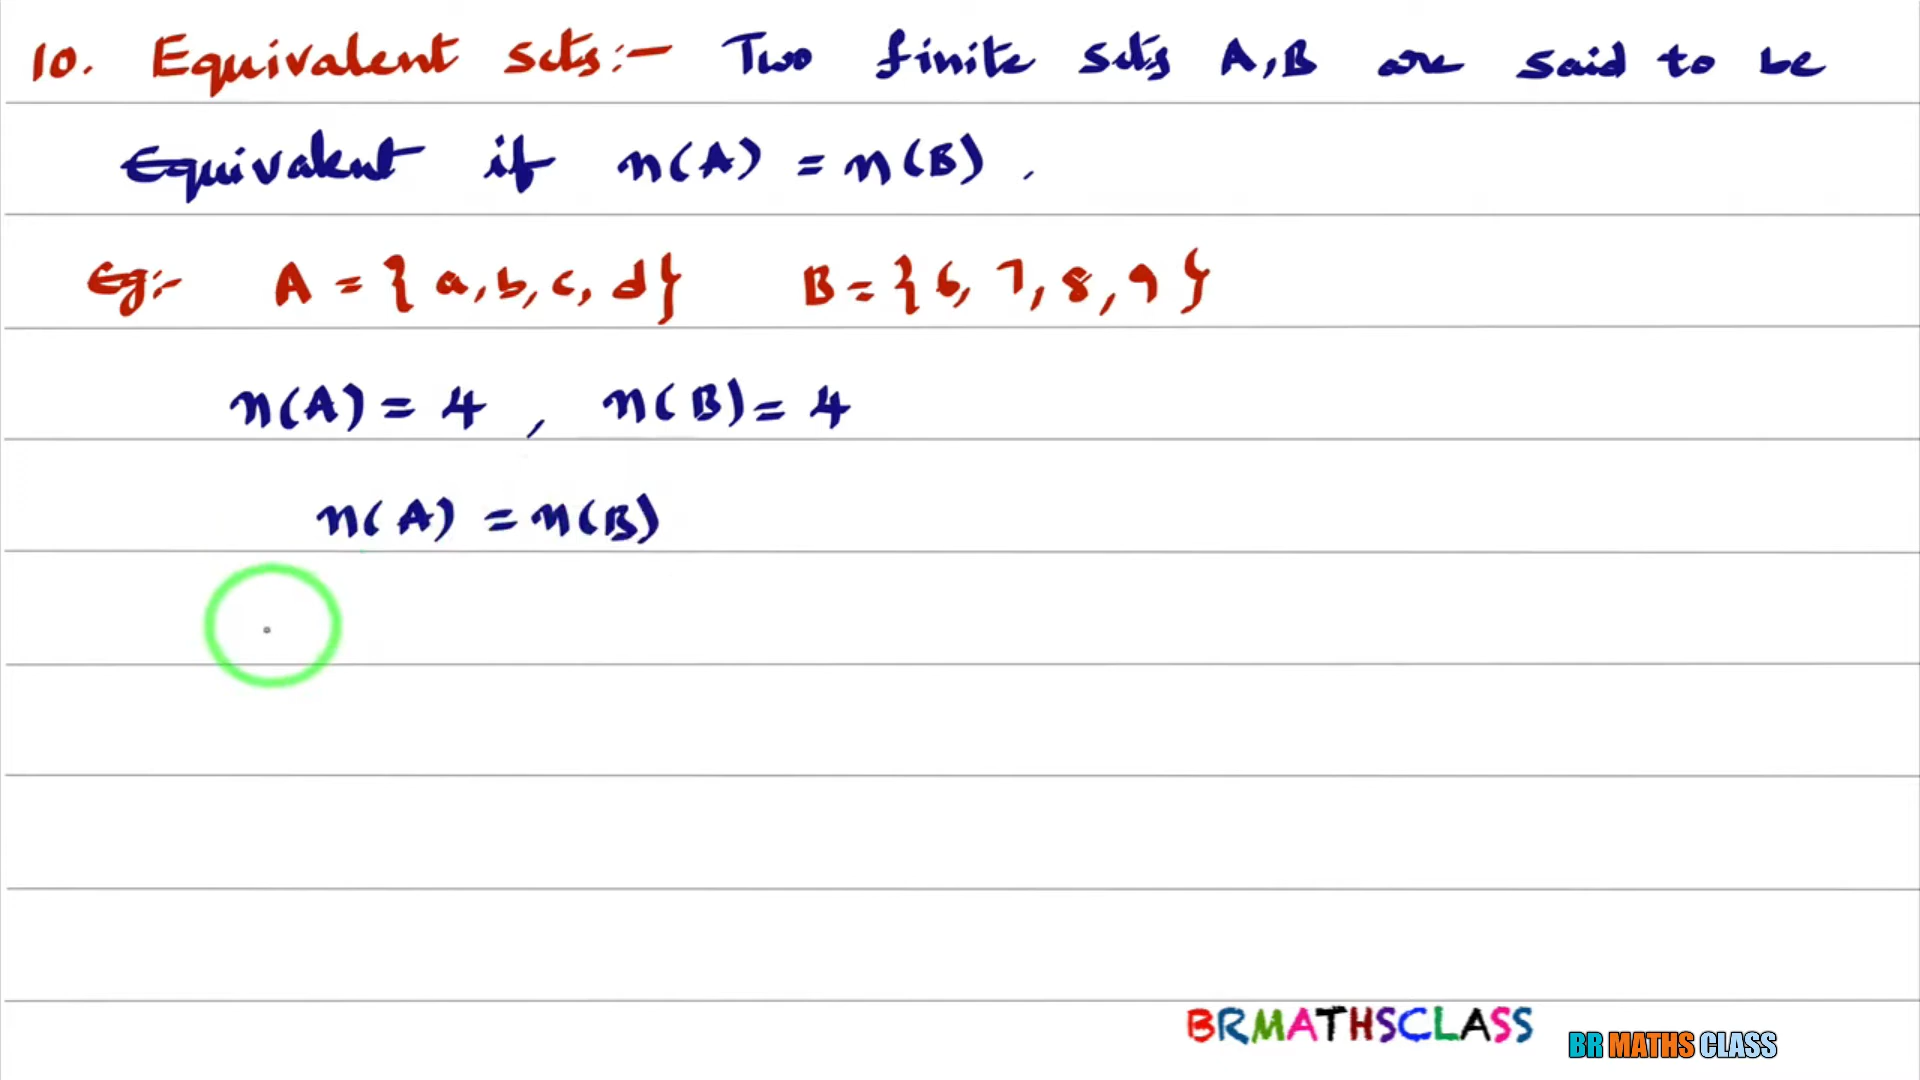 10. Equivalent sets:- Two finite sets A,B are said to be
Equivalent if n(A) = n(B).
Eg:- A = {a, b, c, d} B = {6, 7, 8, 9}
n(A) = 4, n(B) = 4
n(A) = n(B)
BRMATHSCLASS
BR MATHS CLASS